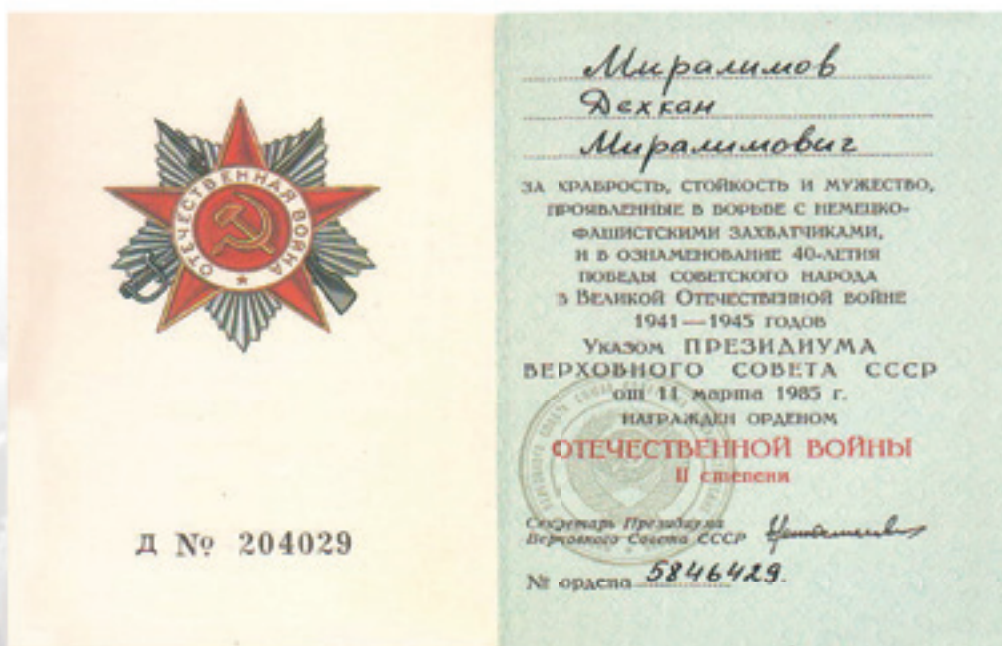 ОТЕЧЕСТВЕННАЯ ВОЙНА
Д № 204029
Миралимов
Дехкан
Миралимович
ЗА ХРАБРОСТЬ, СТОЙКОСТЬ И МУЖЕСТВО,
ПРОЯВЛЕННЫЕ В БОРЬБЕ С НЕМЕЦКО-
ФАШИСТСКИМИ ЗАХВАТЧИКАМИ,
И В ОЗНАМЕНОВАНИЕ 40-ЛЕТИЯ
ПОБЕДЫ СОВЕТСКОГО НАРОДА
В ВЕЛИКОЙ ОТЕЧЕСТВЕННОЙ ВОЙНЕ
1941—1945 ГОДОВ
УКАЗОМ ПРЕЗИДИУМА
ВЕРХОВНОГО СОВЕТА СССР
от 11 марта 1985 г.
НАГРАЖДЕН ОРДЕНОМ
ОТЕЧЕСТВЕННОЙ ВОЙНЫ
II степени
Секретарь Президиума
Верховного Совета СССР
№ ордена 5846429